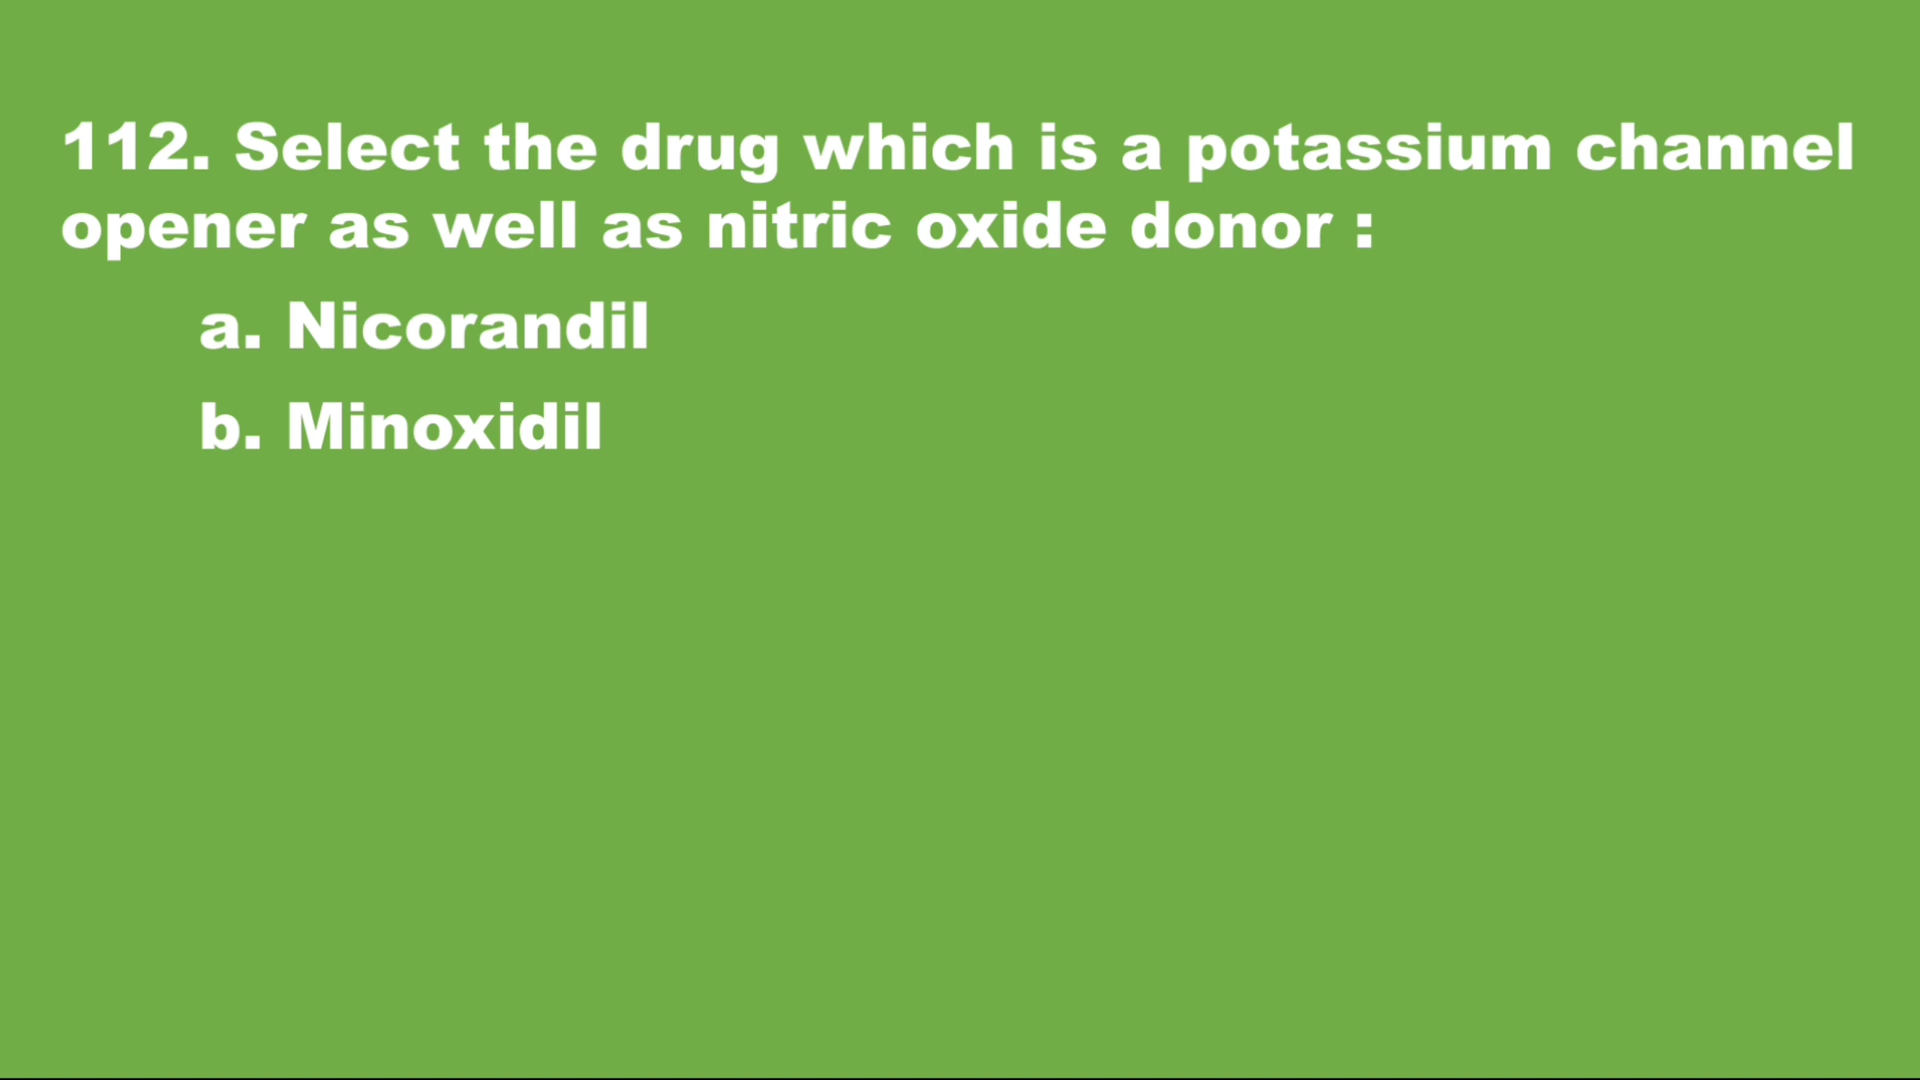 112. Select the drug which is a potassium channel
opener as well as nitric oxide donor :
a. Nicorandil
b. Minoxidil